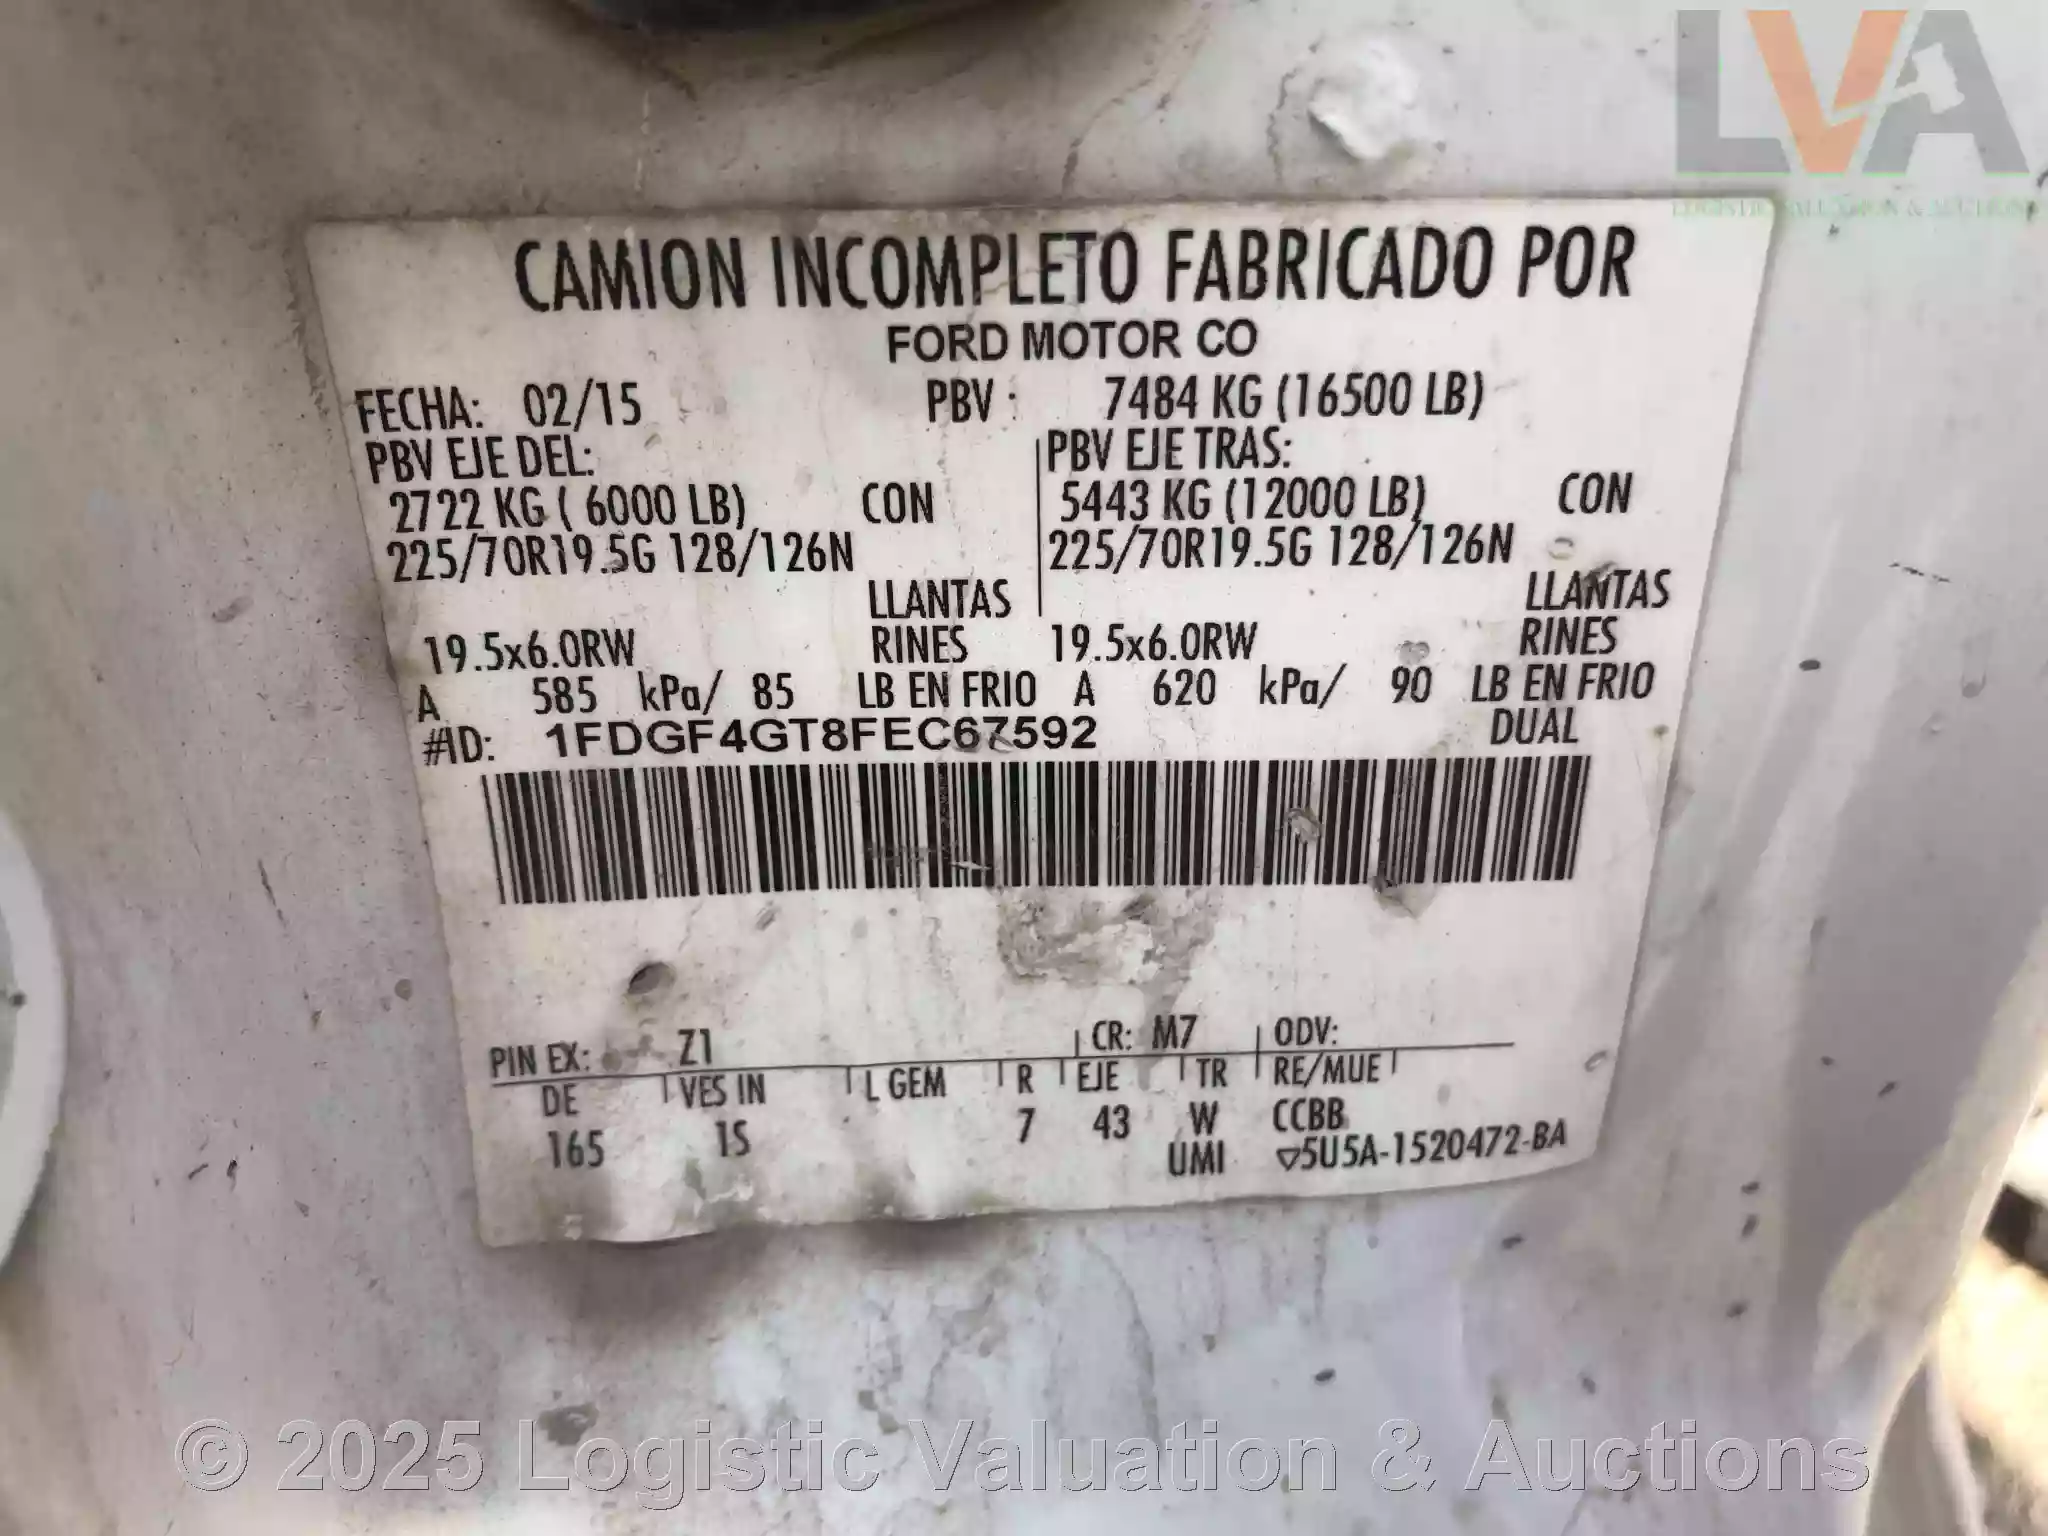 LVA
LOGISTIC VALUATION & AUCTIONS
CAMION INCOMPLETO FABRICADO POR
FORD MOTOR CO
FECHA: 02/15 PBV : 7484 KG (16500 LB)
PBV EJE DEL: PBV EJE TRAS:
2722 KG ( 6000 LB) CON 5443 KG (12000 LB) CON
225/70R19.5G 128/126N 225/70R19.5G 128/126N
LLANTAS LLANTAS
19.5x6.0RW RINES 19.5x6.0RW RINES
A 585 kPa/ 85 LB EN FRIO A 620 kPa/ 90 LB EN FRIO
#ID: 1FDGF4GT8FEC67592 DUAL
PIN EX: Z1 CR: M7 ODV:
DE VES IN L GEM R EJE TR RE/MUE
165 1S 7 43 W CCBB
UMI ▽5U5A-1520472-BA
© 2025 Logistic Valuation & Auctions